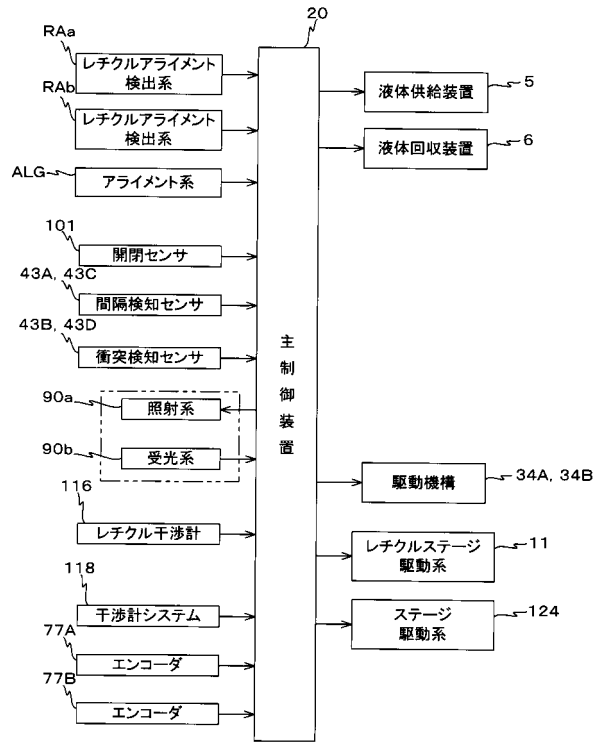 20
RAa
レチクルアライメント
検出系
RAb
レチクルアライメント
検出系
ALG
アライメント系
101
開閉センサ
43A, 43C
間隔検知センサ
43B, 43D
衝突検知センサ
90a
照射系
90b
受光系
116
レチクル干渉計
118
干渉計システム
77A
エンコーダ
77B
エンコーダ
主制御装置
液体供給装置
5
液体回収装置
6
駆動機構
34A, 34B
レチクルステージ
駆動系
11
ステージ
駆動系
124